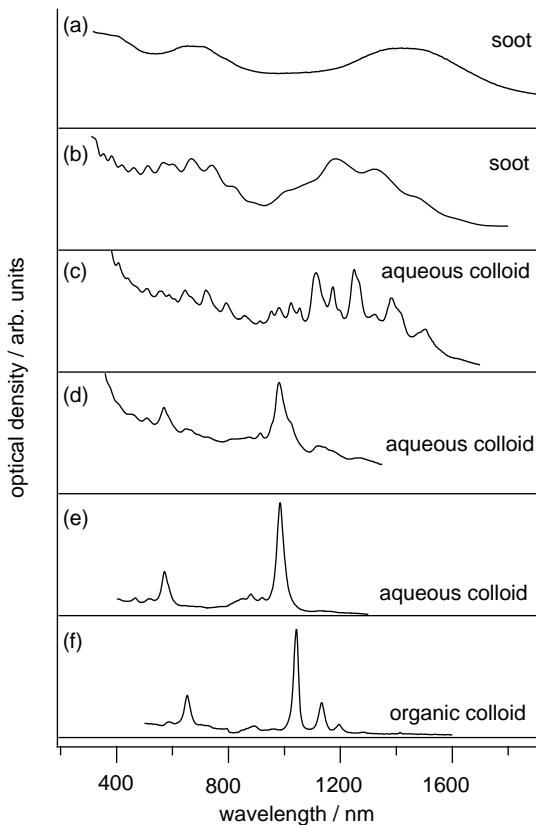 (a)
soot
(b)
soot
(c)
aqueous colloid
(d)
aqueous colloid
(e)
aqueous colloid
(f)
organic colloid
optical density / arb. units
400 800 1200 1600
wavelength / nm